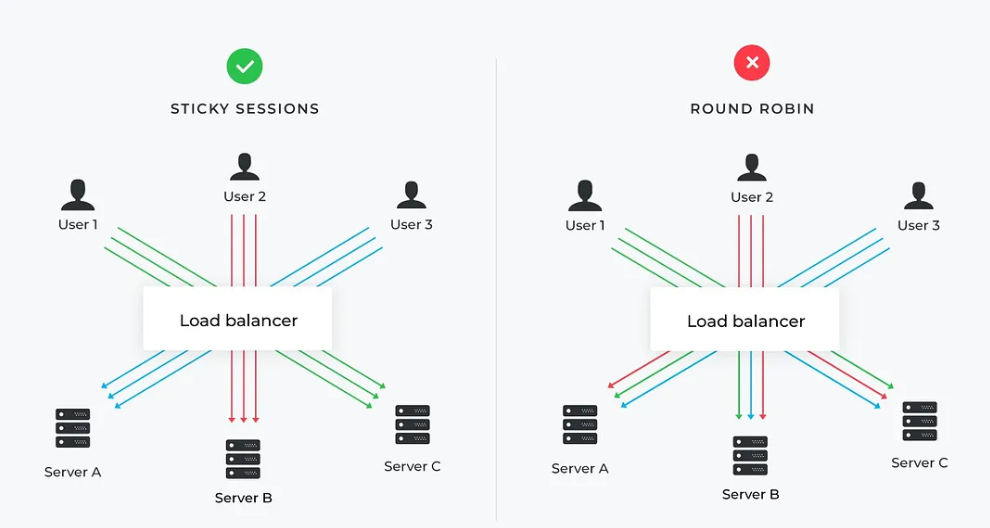 STICKY SESSIONS
User 1
User 2
User 3
Load balancer
Server A
Server B
Server C
ROUND ROBIN
User 1
User 2
User 3
Load balancer
Server A
Server B
Server C